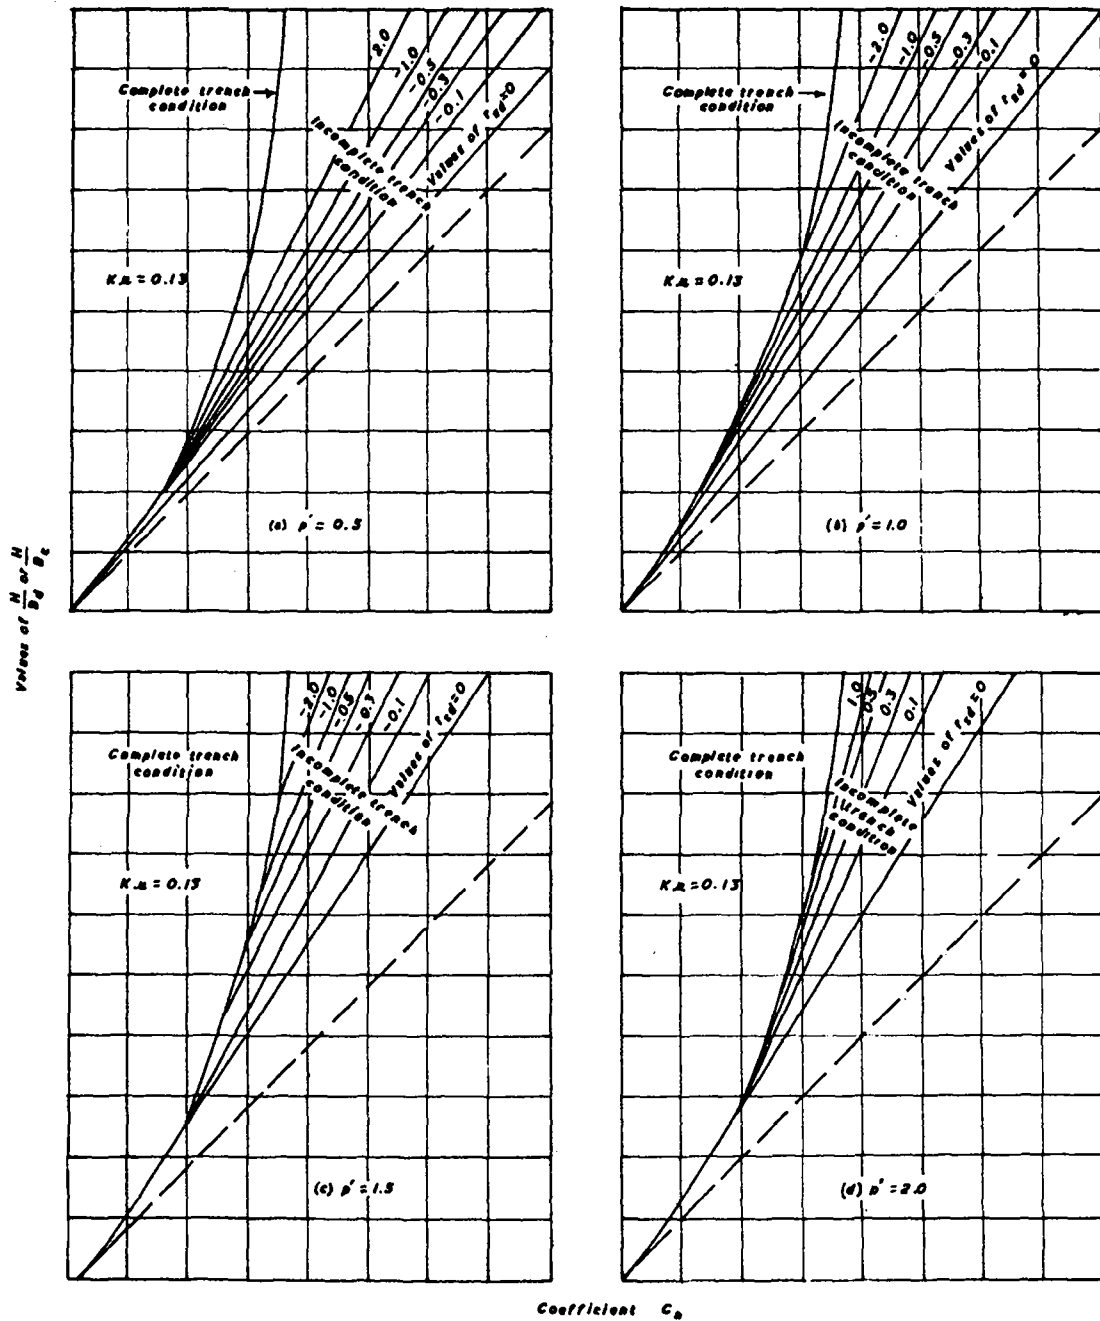 -2.0
-1.0
-0.5
-0.3
-0.1
Values of r_sd=0
Complete trench
condition
Incomplete trench
condition
Kμ=0.13
(a) p'=0.5
-2.0
-1.0
-0.5
-0.3
-0.1
Values of r_sd=0
Complete trench
condition
Incomplete trench
condition
Kμ=0.13
(b) p'=1.0
Values of H/B_d or H/B_c
-2.0
-1.0
-0.5
-0.3
-0.1
Values of r_sd=0
Complete trench
condition
Incomplete trench
condition
Kμ=0.13
(c) p'=1.5
1.0
0.5
0.3
0.1
Values of r_sd=0
Complete trench
condition
Incomplete
trench
condition
Kμ=0.13
(d) p'=2.0
Coefficient C_n